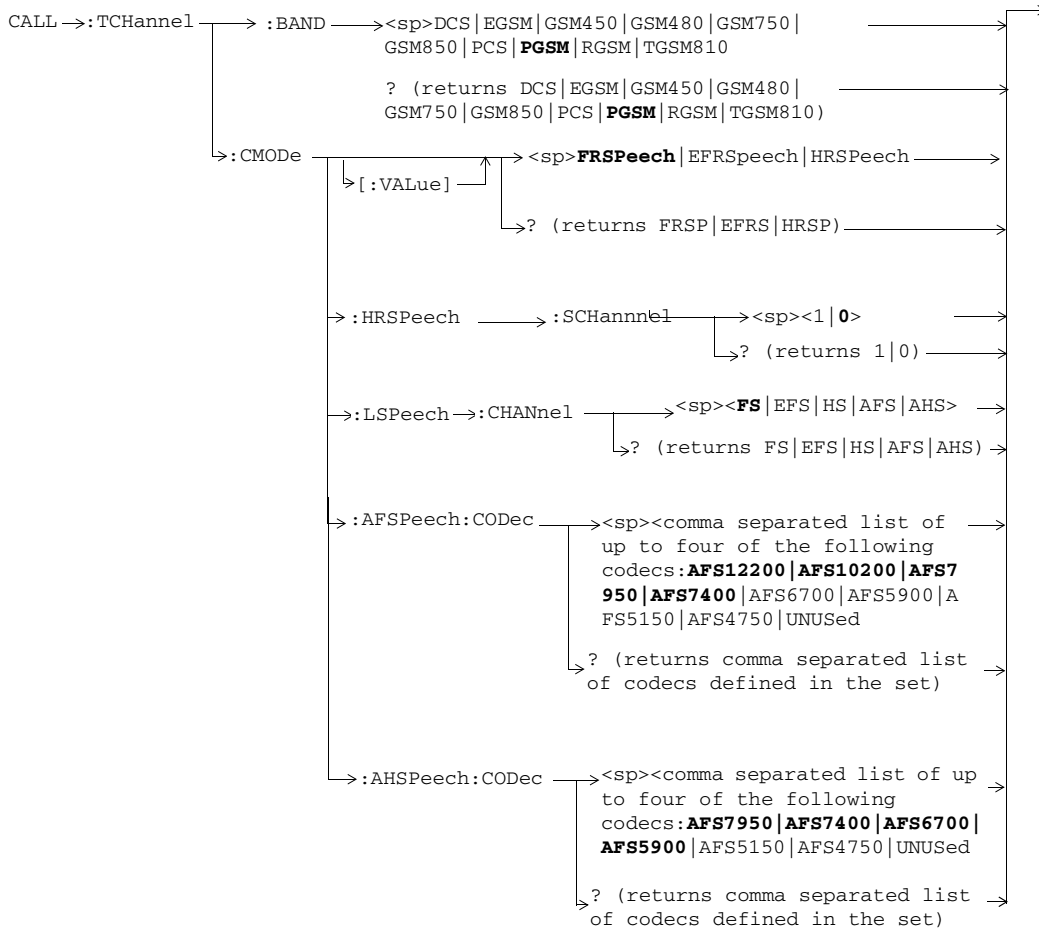 CALL :TCHannel :BAND <sp>DCS|EGSM|GSM450|GSM480|GSM750|
GSM850|PCS|PGSM|RGSM|TGSM810
? (returns DCS|EGSM|GSM450|GSM480|
GSM750|GSM850|PCS|PGSM|RGSM|TGSM810)
:CMODe <sp>FRSPeech|EFRSpeech|HRSPeech
[:VALue]
? (returns FRSP|EFRS|HRSP)
:HRSPeech :SCHannnel <sp><1|0>
? (returns 1|0)
:LSPeech :CHANnel <sp><FS|EFS|HS|AFS|AHS>
? (returns FS|EFS|HS|AFS|AHS)
:AFSPeech:CODec <sp><comma separated list of
up to four of the following
codecs:AFS12200|AFS10200|AFS7
950|AFS7400|AFS6700|AFS5900|A
FS5150|AFS4750|UNUSed
? (returns comma separated list
of codecs defined in the set)
:AHSPeech:CODec <sp><comma separated list of up
to four of the following
codecs:AFS7950|AFS7400|AFS6700|
AFS5900|AFS5150|AFS4750|UNUSed
? (returns comma separated list
of codecs defined in the set)